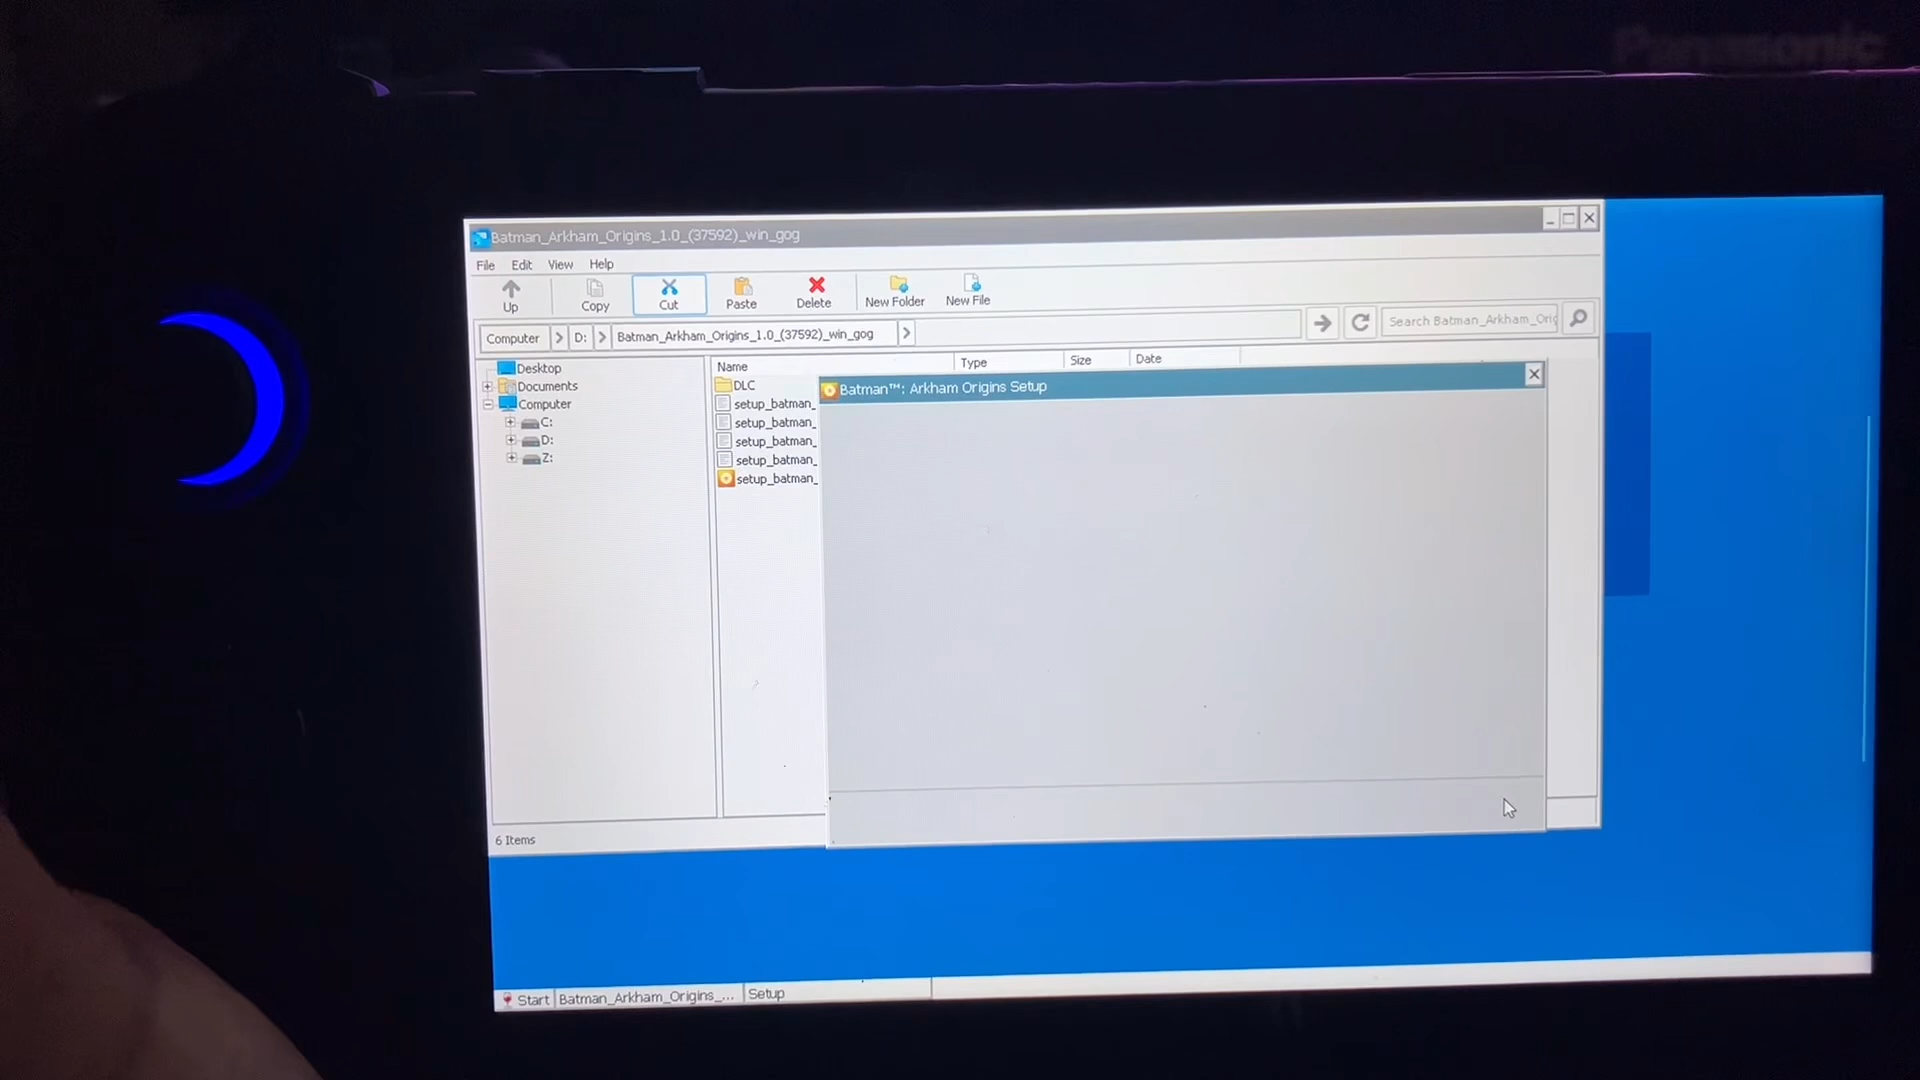 Panasonic
Batman_Arkham_Origins_1.0_(37592)_win_gog
File Edit View Help
Up Copy Cut Paste Delete New Folder New File
Computer D: Batman_Arkham_Origins_1.0_(37592)_win_gog Search Batman_Arkham_Orig
Desktop
Documents
Computer
C:
D:
Z:
Name Type Size Date
DLC
setup_batman_
setup_batman_
setup_batman_
setup_batman_
setup_batman_
Batman™: Arkham Origins Setup
6 Items
Start Batman_Arkham_Origins_... Setup